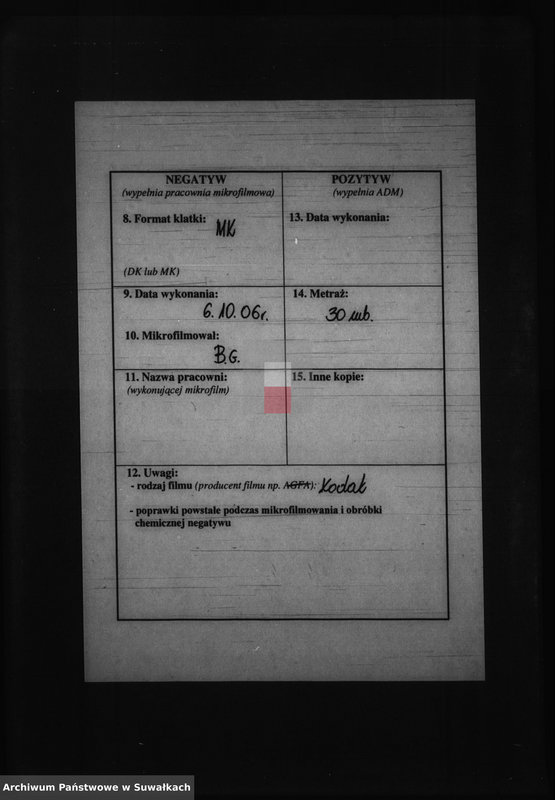 NEGATYW
(wypełnia pracownia mikrofilmowa)
8. Format klatki:
MK
(DK lub MK)
POZYTYW
(wypełnia ADM)
13. Data wykonania:
9. Data wykonania:
6.10.06r.
10. Mikrofilmował:
B.G.
14. Metraż:
30 mb.
11. Nazwa pracowni:
(wykonującej mikrofilm)
15. Inne kopie:
12. Uwagi:
- rodzaj filmu (producent filmu np. AGFA): Kodak
- poprawki powstałe podczas mikrofilmowania i obróbki
chemicznej negatywu
Archiwum Państwowe w Suwałkach